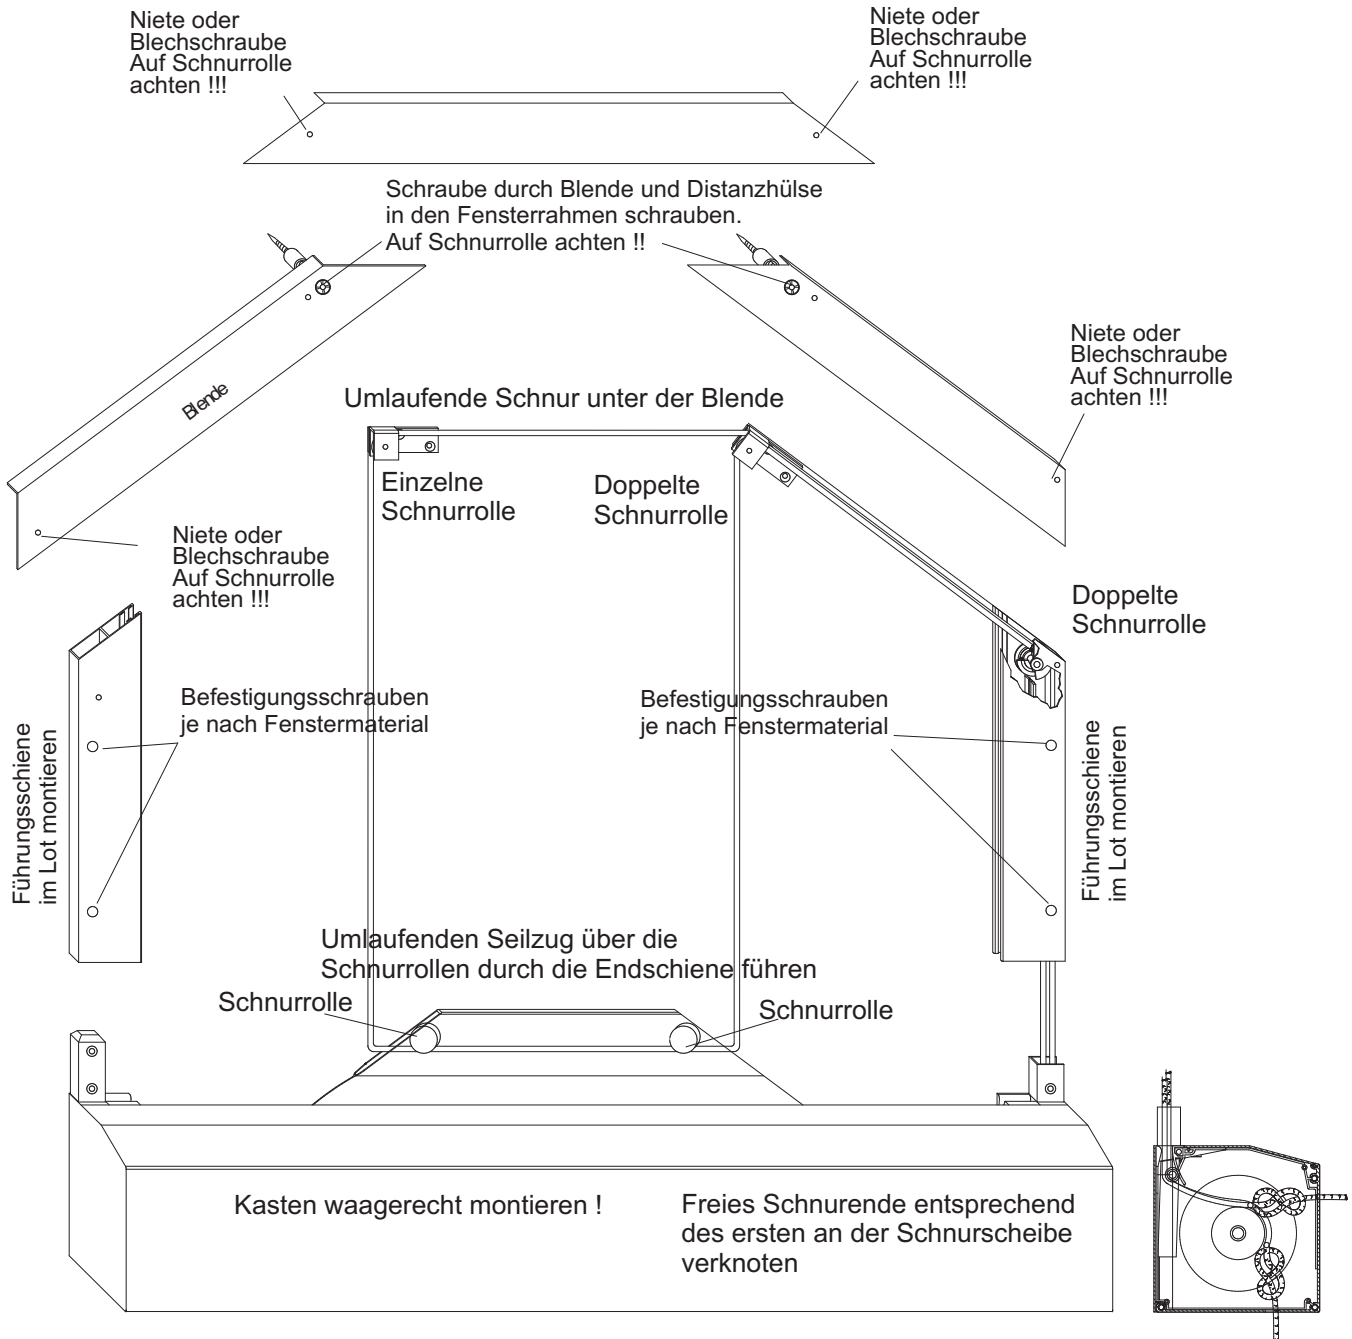 Niete oder
Blechschraube
Auf Schnurrolle
achten !!!
Niete oder
Blechschraube
Auf Schnurrolle
achten !!!
Schraube durch Blende und Distanzhülse
in den Fensterrahmen schrauben.
Auf Schnurrolle achten !!
Niete oder
Blechschraube
Auf Schnurrolle
achten !!!
Blende
Umlaufende Schnur unter der Blende
Einzelne
Schnurrolle
Doppelte
Schnurrolle
Niete oder
Blechschraube
Auf Schnurrolle
achten !!!
Doppelte
Schnurrolle
Befestigungsschrauben
je nach Fenstermaterial
Befestigungsschrauben
je nach Fenstermaterial
Führungsschiene
im Lot montieren
Führungsschiene
im Lot montieren
Umlaufenden Seilzug über die
Schnurrollen durch die Endschiene führen
Schnurrolle
Schnurrolle
Kasten waagerecht montieren !
Freies Schnurende entsprechend
des ersten an der Schnurscheibe
verknoten